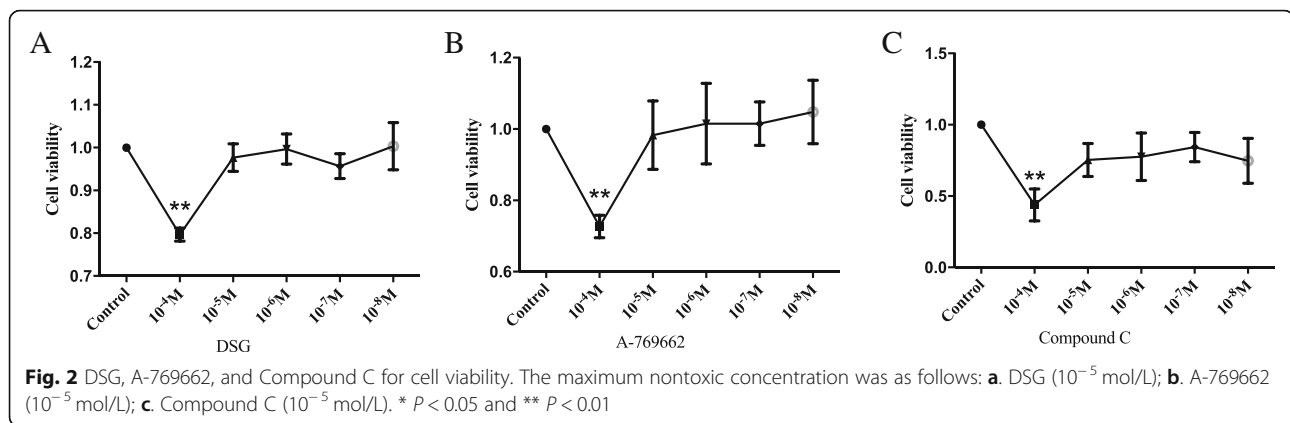 A
1.2
1.1
1.0
0.9
0.8
0.7
Cell viability
**
Control
10⁻⁴M
10⁻⁵M
10⁻⁶M
10⁻⁷M
10⁻⁸M
DSG
B
1.2
1.0
0.8
0.6
Cell viability
**
Control
10⁻⁴M
10⁻⁵M
10⁻⁶M
10⁻⁷M
10⁻⁸M
A-769662
C
1.5
1.0
0.5
0.0
Cell viability
**
Control
10⁻⁴M
10⁻⁵M
10⁻⁶M
10⁻⁷M
10⁻⁸M
Compound C
Fig. 2 DSG, A-769662, and Compound C for cell viability. The maximum nontoxic concentration was as follows: a. DSG (10⁻⁵ mol/L); b. A-769662
(10⁻⁵ mol/L); c. Compound C (10⁻⁵ mol/L). * P < 0.05 and ** P < 0.01